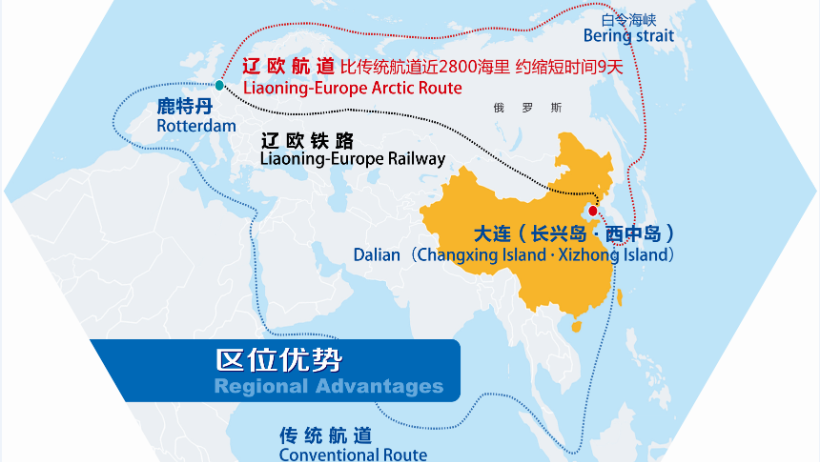 白令海峡
Bering strait
辽欧航道 比传统航道近2800海里 约缩短时间9天
Liaoning-Europe Arctic Route
鹿特丹
Rotterdam
俄 罗 斯
辽欧铁路
Liaoning-Europe Railway
大连（长兴岛·西中岛）
Dalian（Changxing Island · Xizhong Island）
区位优势
Regional Advantages
传统航道
Conventional Route